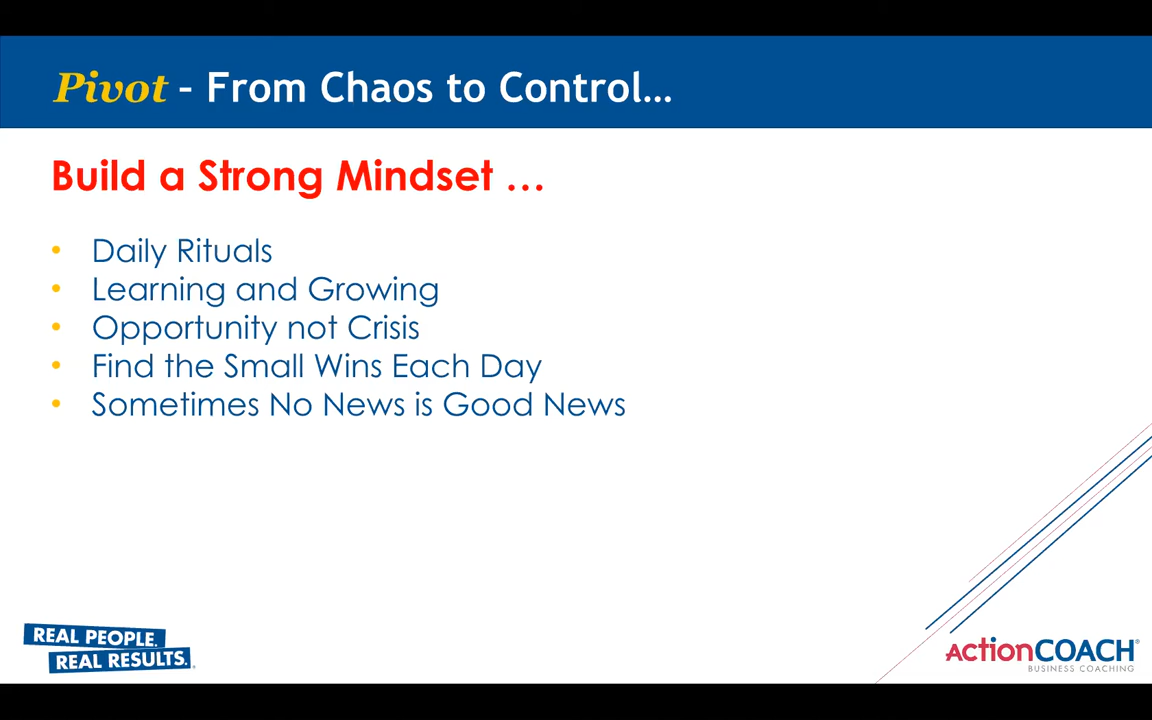 Pivot - From Chaos to Control...
Build a Strong Mindset ...
• Daily Rituals
• Learning and Growing
• Opportunity not Crisis
• Find the Small Wins Each Day
• Sometimes No News is Good News
REAL PEOPLE.
REAL RESULTS.
ActionCOACH®
BUSINESS COACHING